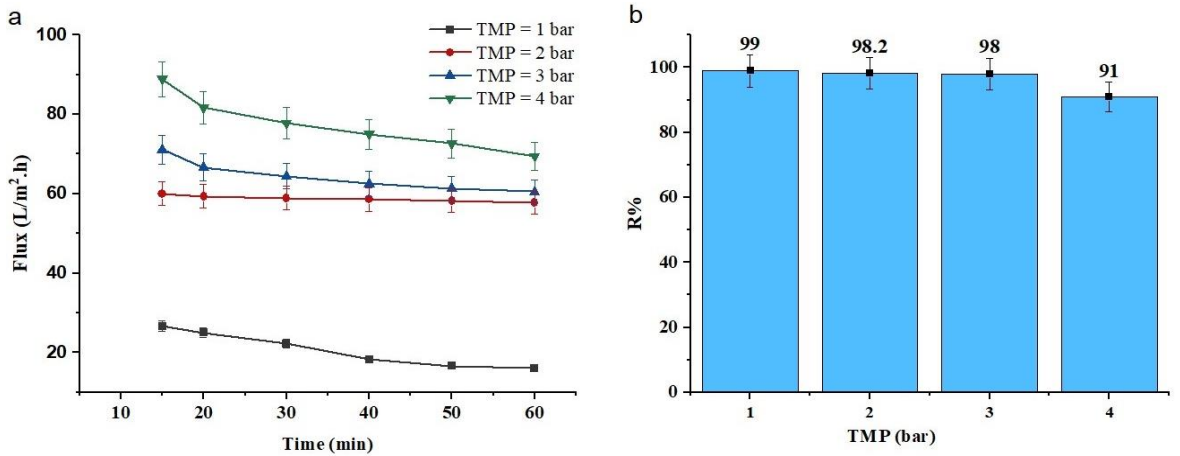 a
TMP = 1 bar
TMP = 2 bar
TMP = 3 bar
TMP = 4 bar
100
80
60
40
20
Flux (L/m²·h)
10 20 30 40 50 60
Time (min)
b
99 98.2 98 91
100
80
60
40
20
0
R%
1 2 3 4
TMP (bar)